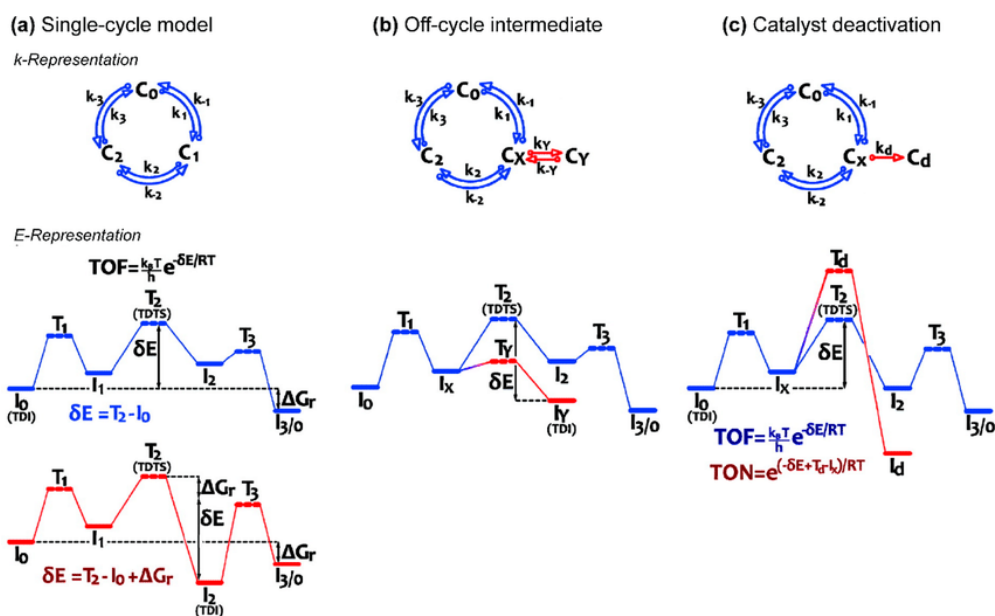 (a) Single-cycle model
(b) Off-cycle intermediate
(c) Catalyst deactivation
k-Representation
C₀
k₋₃
k₃
k₋₁
k₁
C₂
C₁
k₂
k₋₂
C₀
k₋₃
k₃
k₋₁
k₁
C₂
Cₓ
kY
k₋Y
CY
k₂
k₋₂
C₀
k₋₃
k₃
k₋₁
k₁
C₂
Cₓ
kd
Cd
k₂
k₋₂
E-Representation
TOF=kBT/h e^-δE/RT
T₁
T₂
(TDTS)
T₃
δE
I₀
(TDI)
I₁
I₂
ΔGr
I₃/₀
δE=T₂-I₀
T₁
T₂
(TDTS)
T₃
TY
δE
I₀
Iₓ
I₂
IY
(TDI)
I₃/₀
Td
T₁
T₂
(TDTS)
T₃
δE
I₀
(TDI)
Iₓ
I₂
I₃/₀
Id
TOF=kBT/h e^-δE/RT
TON=e^(-δE+Td-Iₓ)/RT
T₁
T₂
(TDTS)
T₃
ΔGr
δE
I₀
I₁
I₂
(TDI)
ΔGr
I₃/₀
δE=T₂-I₀+ΔGr